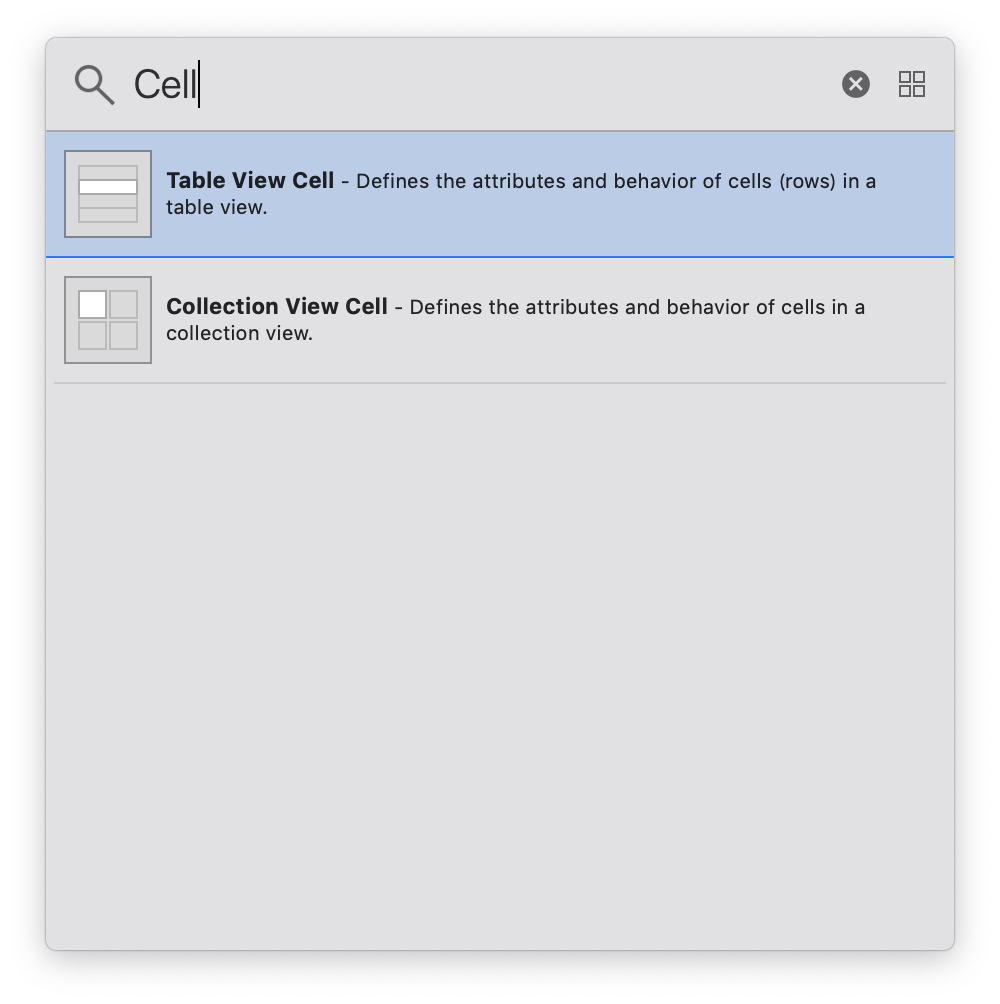 Cell
Table View Cell - Defines the attributes and behavior of cells (rows) in a
table view.
Collection View Cell - Defines the attributes and behavior of cells in a
collection view.